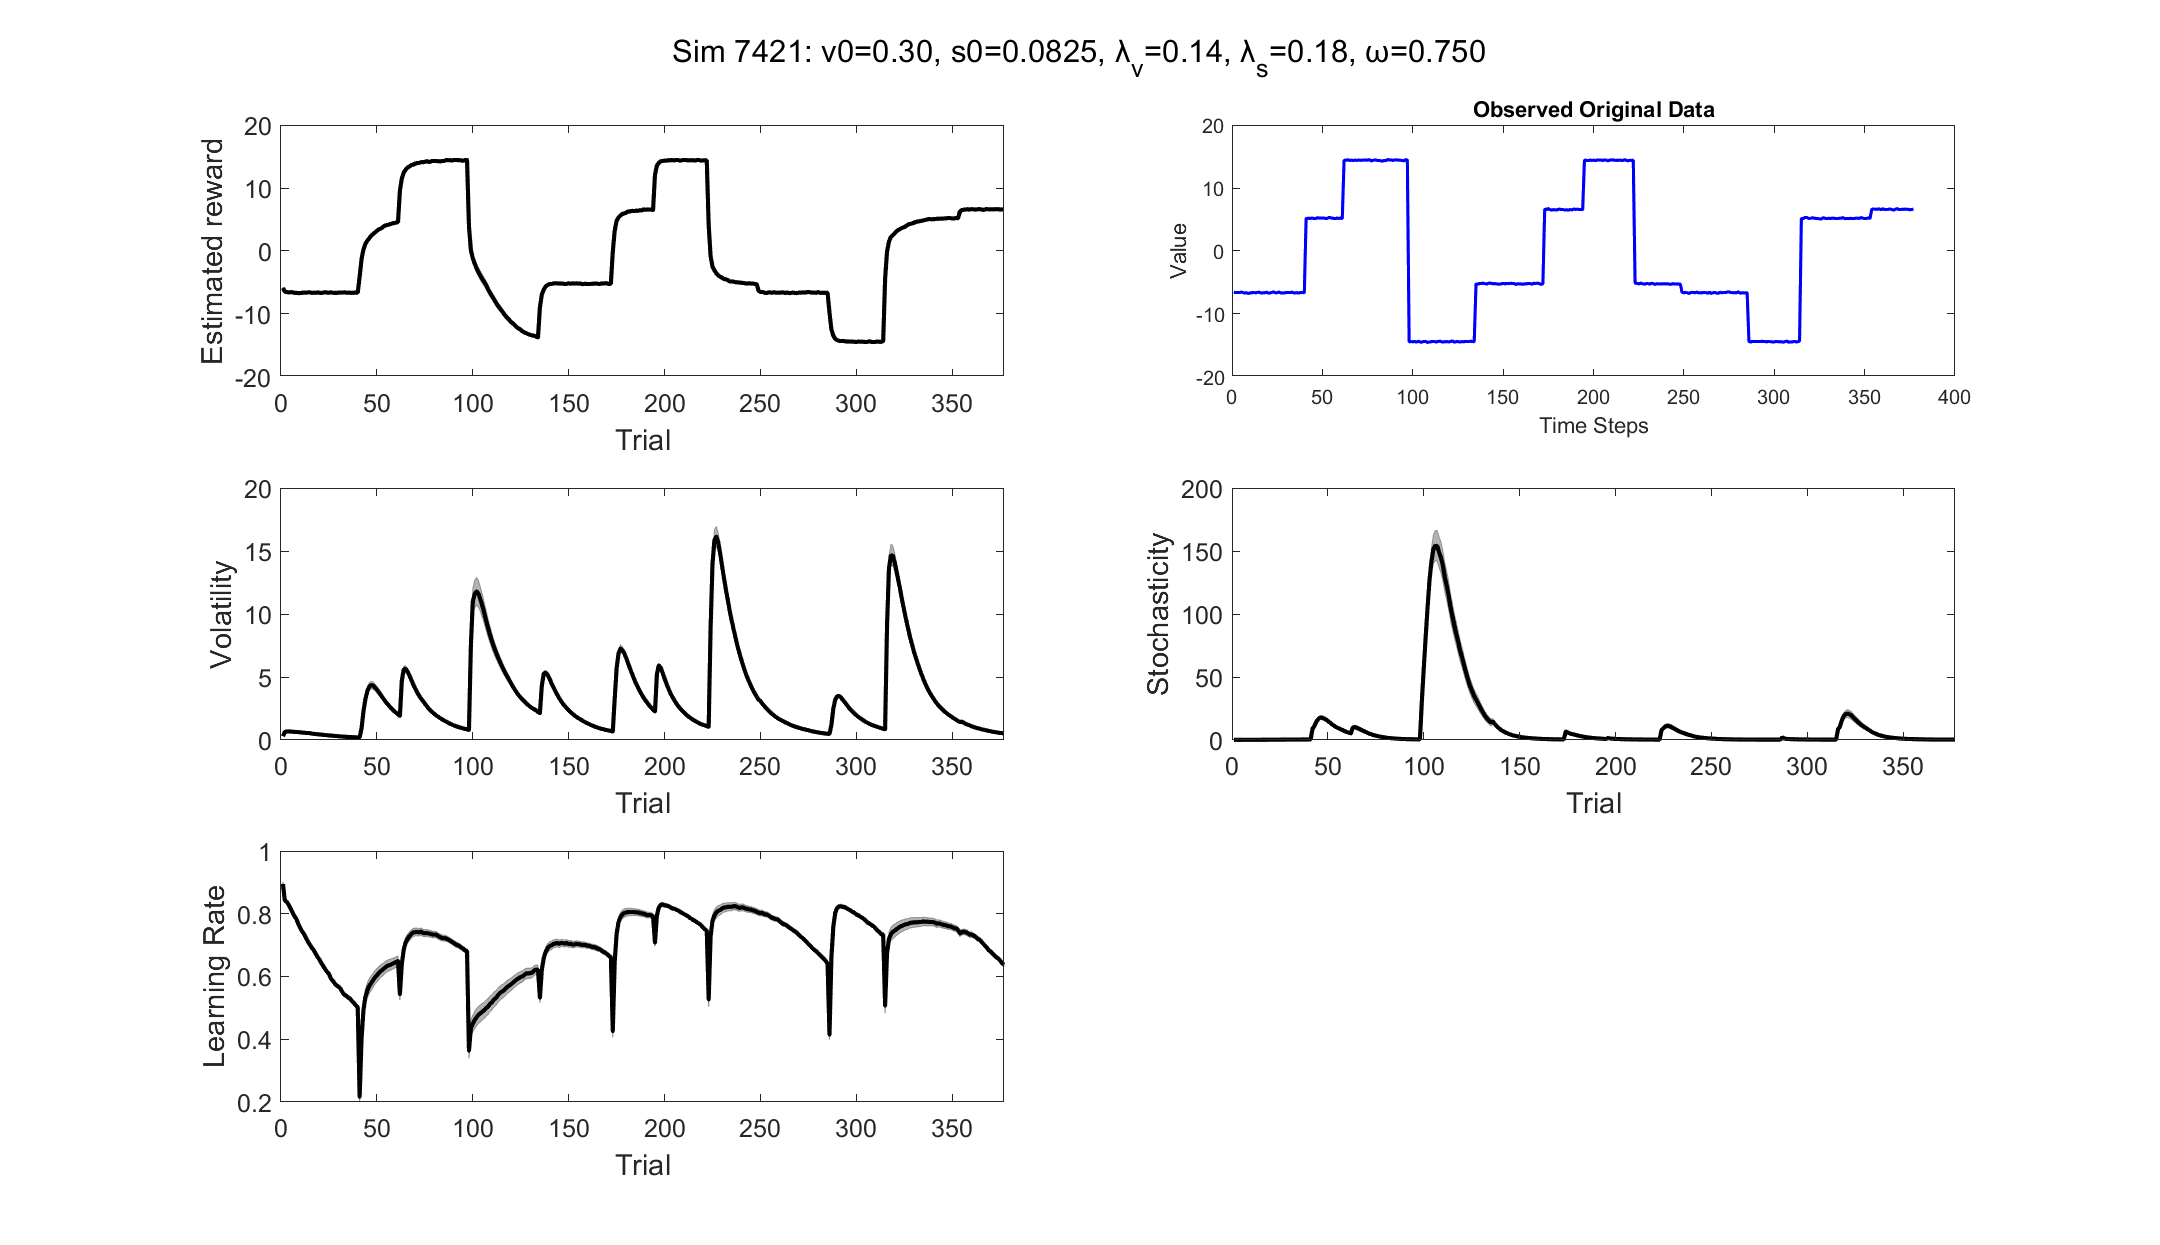 Sim 7421: v0=0.30, s0=0.0825, λ_v=0.14, λ_s=0.18, ω=0.750
20
10
0
-10
-20
Estimated reward
0 50 100 150 200 250 300 350
Trial
Observed Original Data
20
10
0
-10
-20
Value
0 50 100 150 200 250 300 350 400
Time Steps
20
15
10
5
0
Volatility
0 50 100 150 200 250 300 350
Trial
200
150
100
50
0
Stochasticity
0 50 100 150 200 250 300 350
Trial
1
0.8
0.6
0.4
0.2
Learning Rate
0 50 100 150 200 250 300 350
Trial